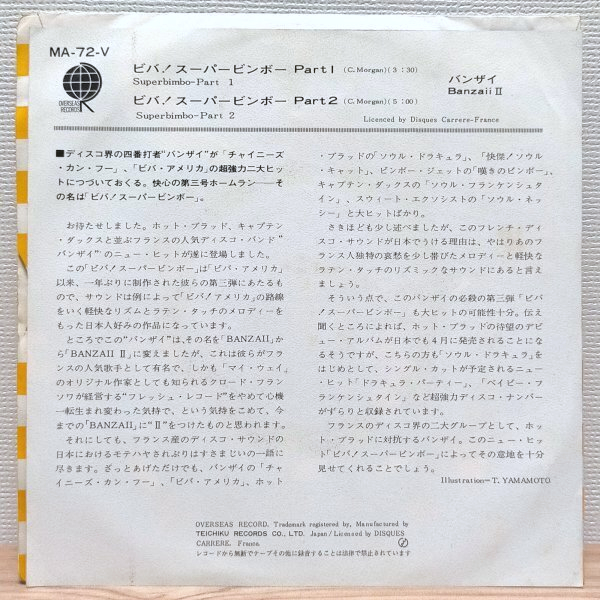 MA-72-V
OVERSEAS
RECORDS
ビバ！スーパービンボー Part1 (C. Morgan)(3：30)
Superbimbo-Part 1
ビバ！スーパービンボー Part2 (C. Morgan)(5：00)
Superbimbo-Part 2
バンザイ
BanzaiiⅡ
Licenced by Disques Carrere-France
■ディスコ界の四番打者“バンザイ”が「チャイニーズ
・カン・フー」、「ビバ・アメリカ」の超強力二大ヒッ
トにつづいておくる。快心の第三号ホームラン──そ
の名は「ビバ！スーパービンボー」。
お待たせしました。ホット・ブラッド、キャプテン
・ダックスと並ぶフランスの人気ディスコ・バンド“
バンザイ”のニュー・ヒットが遂に登場しました。
この「ビバ！スーパービンボー」は「ビバ・アメリカ」
以来、一年ぶりに制作された彼らの第三弾にあたるも
ので、サウンドは例によって「ビバ！アメリカ」の路線
をいく軽快なリズムとラテン・タッチのメロディーを
もった日本人好みの作品になっています。
ところでこの“バンザイ”は、その名を「BANZAII」か
ら「BANZAII Ⅱ」に変えましたが、これは彼らがフラ
ンスの人気歌手として有名で、「しかも「マイ・ウェイ」
のオリジナル作家としても知られるクロード・フラン
ソワが経営する“フレッシュ・レコード”をやめて心機
一転生まれ変わった気持で、という気持をこめて、今
までの「BANZAII」に“Ⅱ”をつけたものと思われます。
それにしても、フランス産のディスコ・サウンドの
日本におけるモテハヤされぶりはすさまじいの一語に
尽きます。ざっとあげただけでも、バンザイの「チャ
イニーズ・カン・フー」、「ビバ・アメリカ」、ホット
・ブラッドの「ソウル・ドラキュラ」、「快傑！ソウル
・キャット」、ビンボー・ジェットの「嘆きのビンボー」、
キャプテン・ダックスの「ソウル・フランケンシュタ
イン」、スウィート・エクソシストの「ソウル・ネッ
シー」と大ヒットばかり。
さきほども少し述べましたが、このフレンチ・ディ
スコ・サウンドが日本でうける理由は、やはりあのフ
ランス人独特の哀愁を少し帯びたメロディーと軽快な
ラテン・タッチのリズミックなサウンドにあると言え
ましょう。
そういう点で、このバンザイの必殺の第三弾「ビバ
！スーパービンボー」も大ヒットの可能性十分。伝え
聞くところによれば、ホット・ブラッドの待望のデビ
ュー・アルバムが日本でも４月に発売されることにな
るそうですが、こちらの方も「ソウル・ドラキュラ」を
はじめとして、シングル・カットが予定されるニュー
・ヒット「ドラキュラ・パーティー」、「ベイビー・フ
ランケンシュタイン」など超強力ディスコ・ナンバー
がずらりと収録されています。
フランスのディスコ界の二大グループとして、ホッ
ト・ブラッドに対抗するバンザイ。このニュー・ヒッ
ト「ビバ！スーパービンボー」によってその意地を十分
見せてくれることでしょう。
Illustration=T. YAMAMOTO
OVERSEAS RECORD. Trademark registered by, Manufactured by
TEICHIKU RECORDS CO., LTD. Japan/Licensed by DISQUES
CARRERE. France.
レコードから無断でテープその他に録音することは法律で禁止されています。